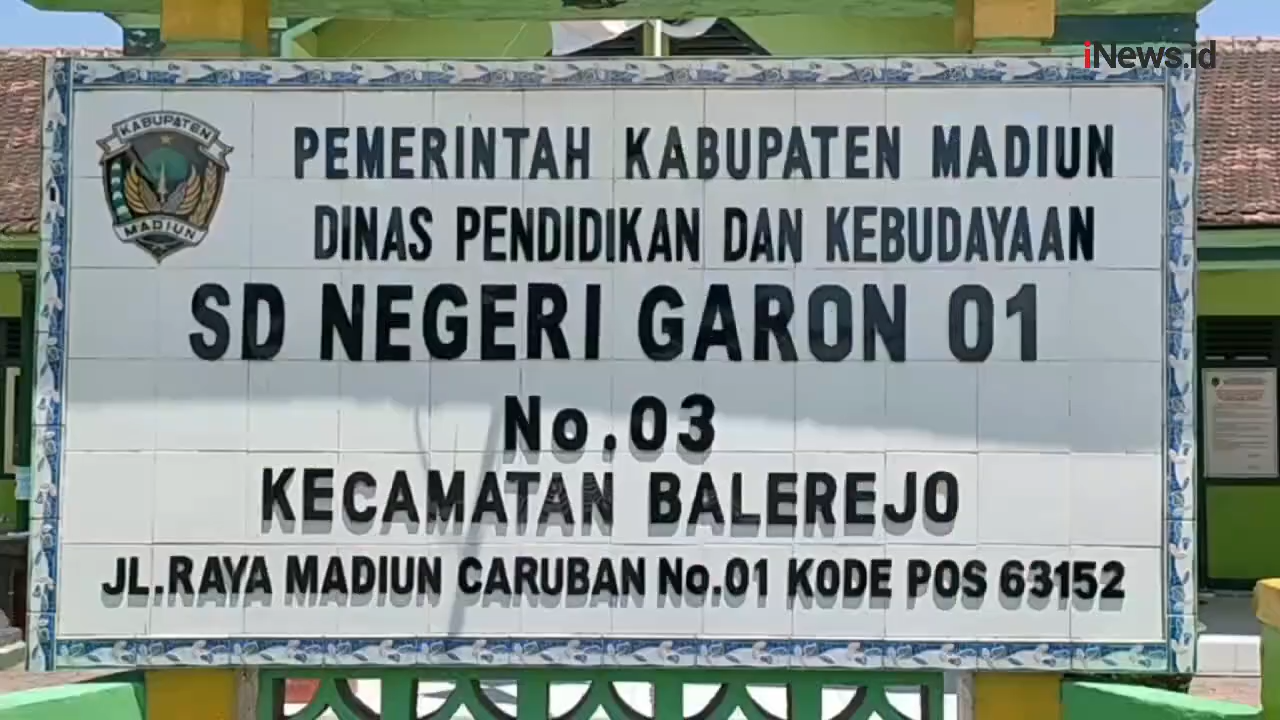 iNews.id
KABUPATEN
MADIUN
PEMERINTAH KABUPATEN MADIUN
DINAS PENDIDIKAN DAN KEBUDAYAAN
SD NEGERI GARON 01
No.03
KECAMATAN BALEREJO
JL.RAYA MADIUN CARUBAN No.01 KODE POS 63152